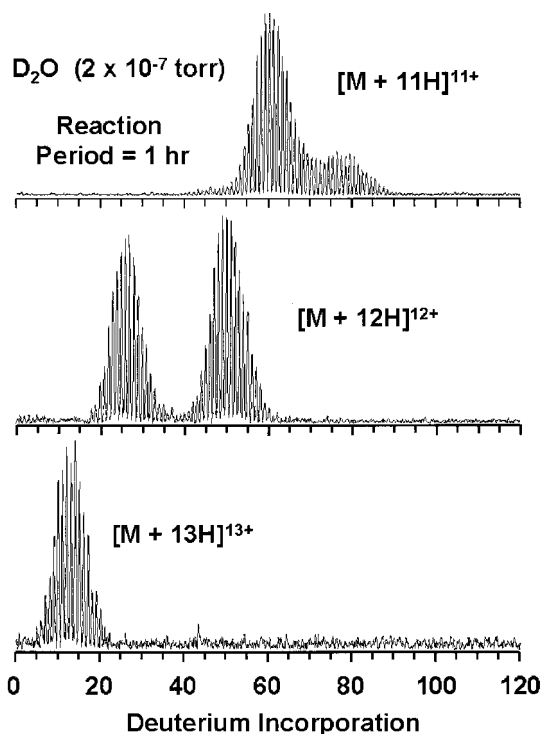 D₂O (2 x 10⁻⁷ torr)
Reaction
Period = 1 hr
[M + 11H]¹¹⁺
[M + 12H]¹²⁺
[M + 13H]¹³⁺
0 20 40 60 80 100 120
Deuterium Incorporation